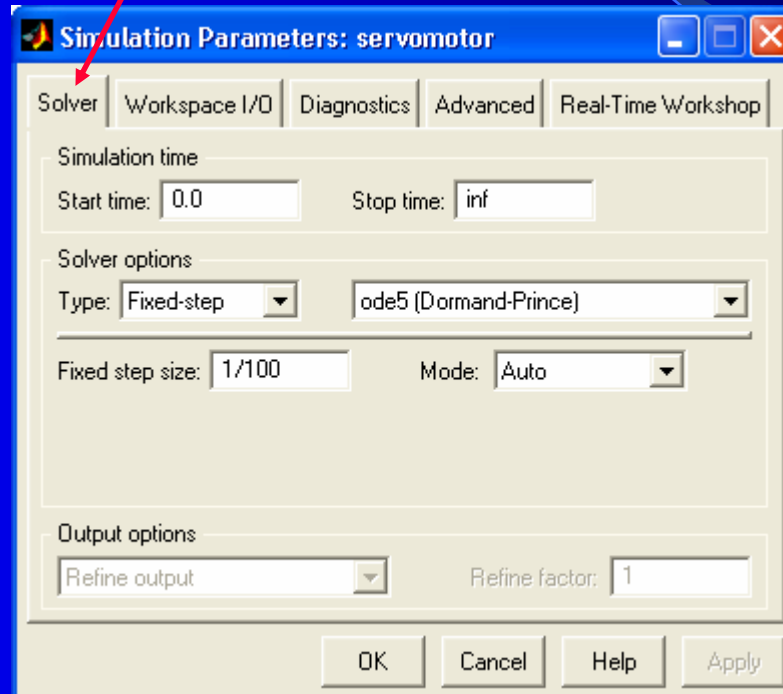 Simulation Parameters: servomotor
Solver Workspace I/O Diagnostics Advanced Real-Time Workshop
Simulation time
Start time: 0.0 Stop time: inf
Solver options
Type: Fixed-step ode5 (Dormand-Prince)
Fixed step size: 1/100 Mode: Auto
Output options
Refine output Refine factor: 1
OK Cancel Help Apply